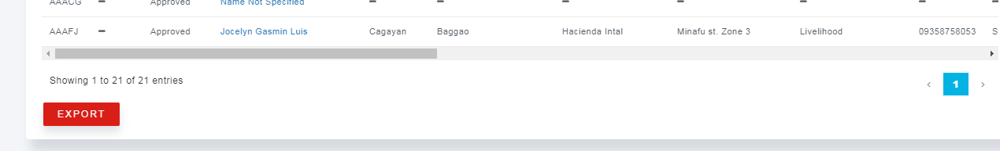 AAACG – Approved Name Not Specified – – – – – – –
AAAFJ – Approved Jocelyn Gasmin Luis Cagayan Baggao Hacienda Intal Minafu st. Zone 3 Livelihood 09358758053 S
Showing 1 to 21 of 21 entries
‹ 1 ›
EXPORT